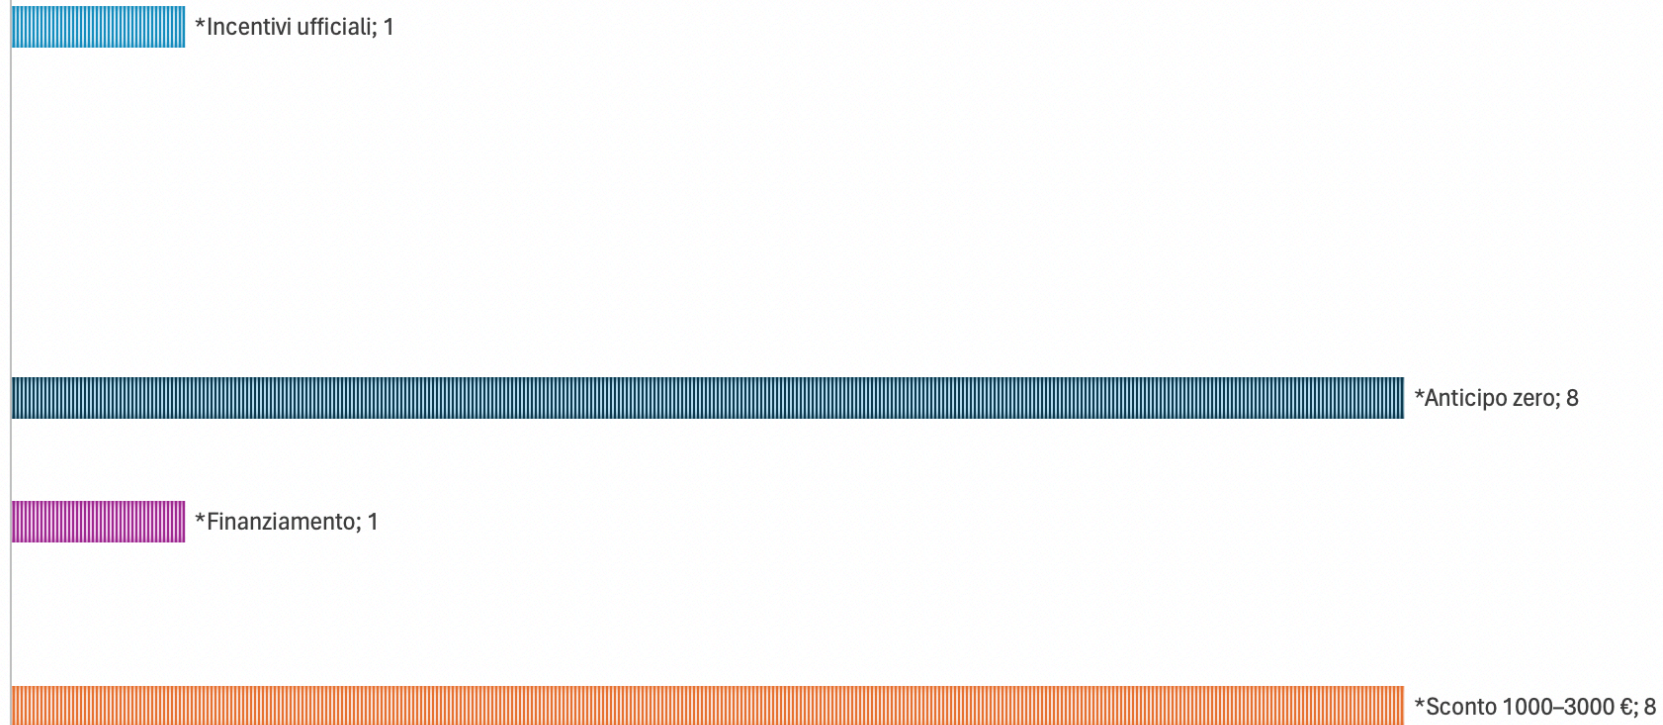 *Incentivi ufficiali; 1
*Anticipo zero; 8
*Finanziamento; 1
*Sconto 1000–3000 €; 8